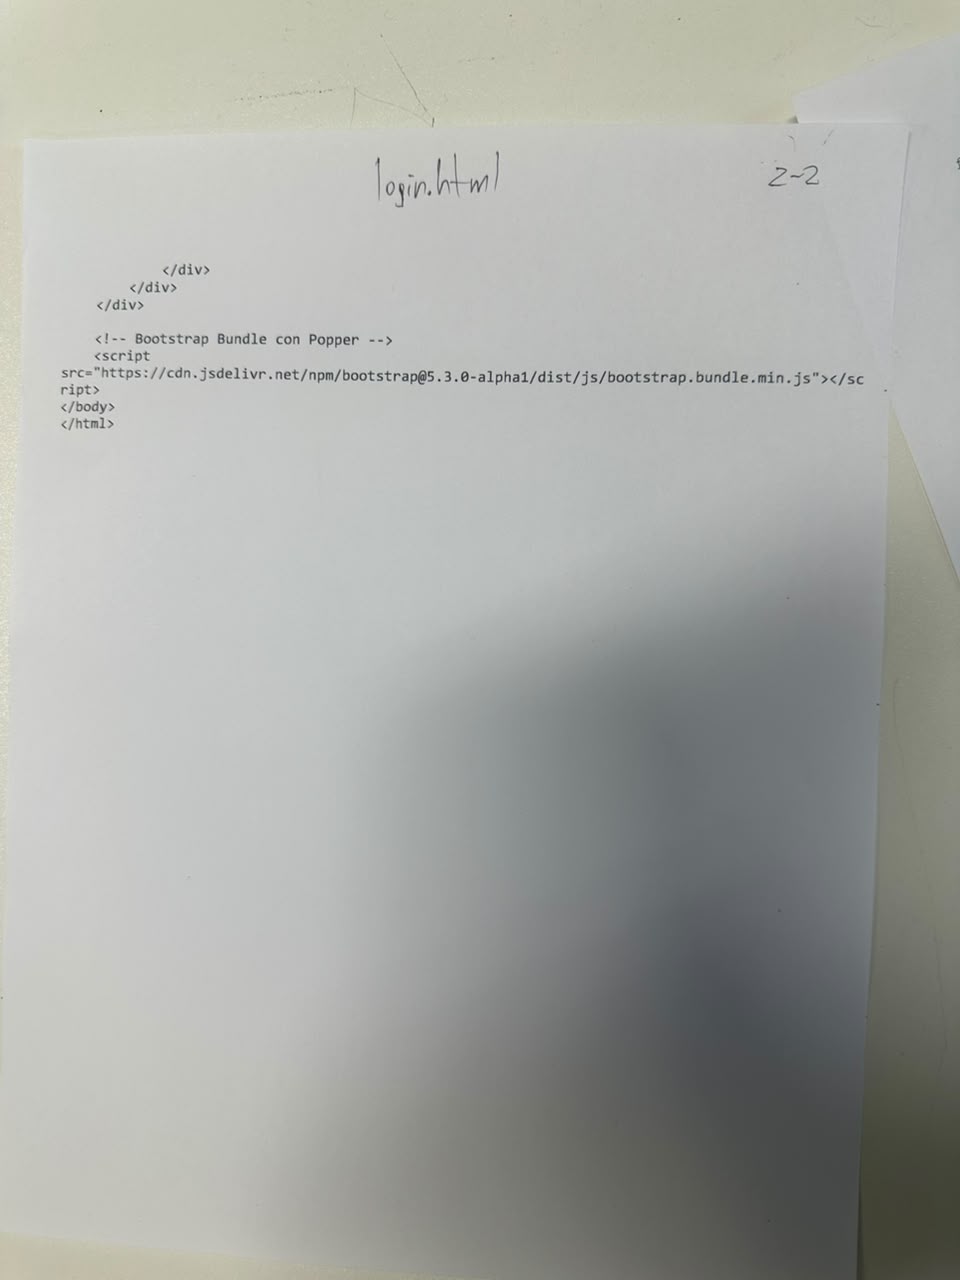 login.html
2-2
</div>
</div>
</div>
<!-- Bootstrap Bundle con Popper -->
<script
src="https://cdn.jsdelivr.net/npm/bootstrap@5.3.0-alpha1/dist/js/bootstrap.bundle.min.js"></sc
ript>
</body>
</html>